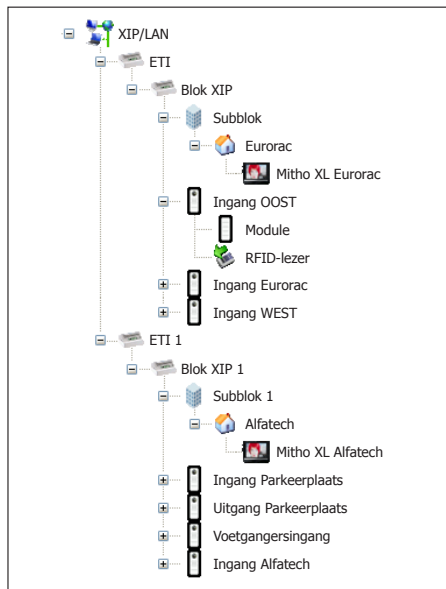 XIP/LAN
ETI
Blok XIP
Subblok
Eurorac
Mitho XL Eurorac
Ingang OOST
Module
RFID-lezer
Ingang Eurorac
Ingang WEST
ETI 1
Blok XIP 1
Subblok 1
Alfatech
Mitho XL Alfatech
Ingang Parkeerplaats
Uitgang Parkeerplaats
Voetgangersingang
Ingang Alfatech